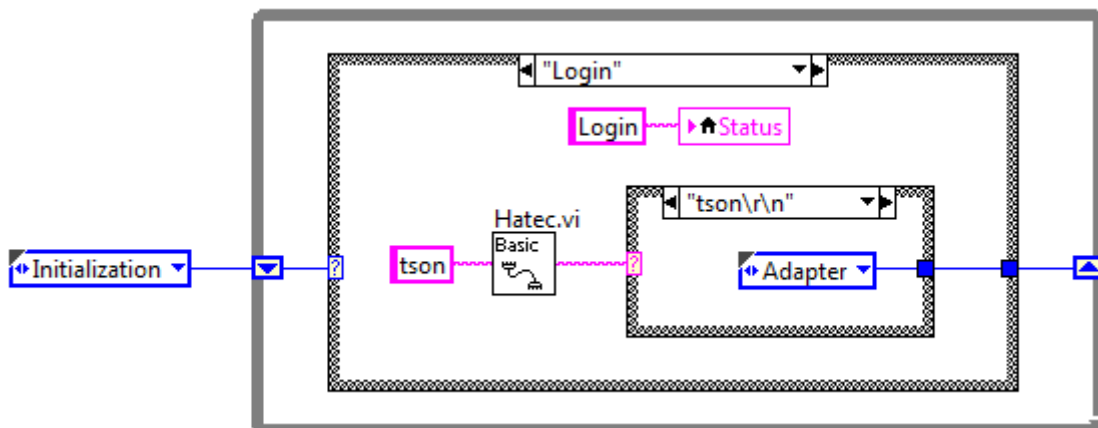 "Login"
Login
Status
"tson\r\n"
Hatec.vi
Basic
Initialization
?
tson
?
Adapter